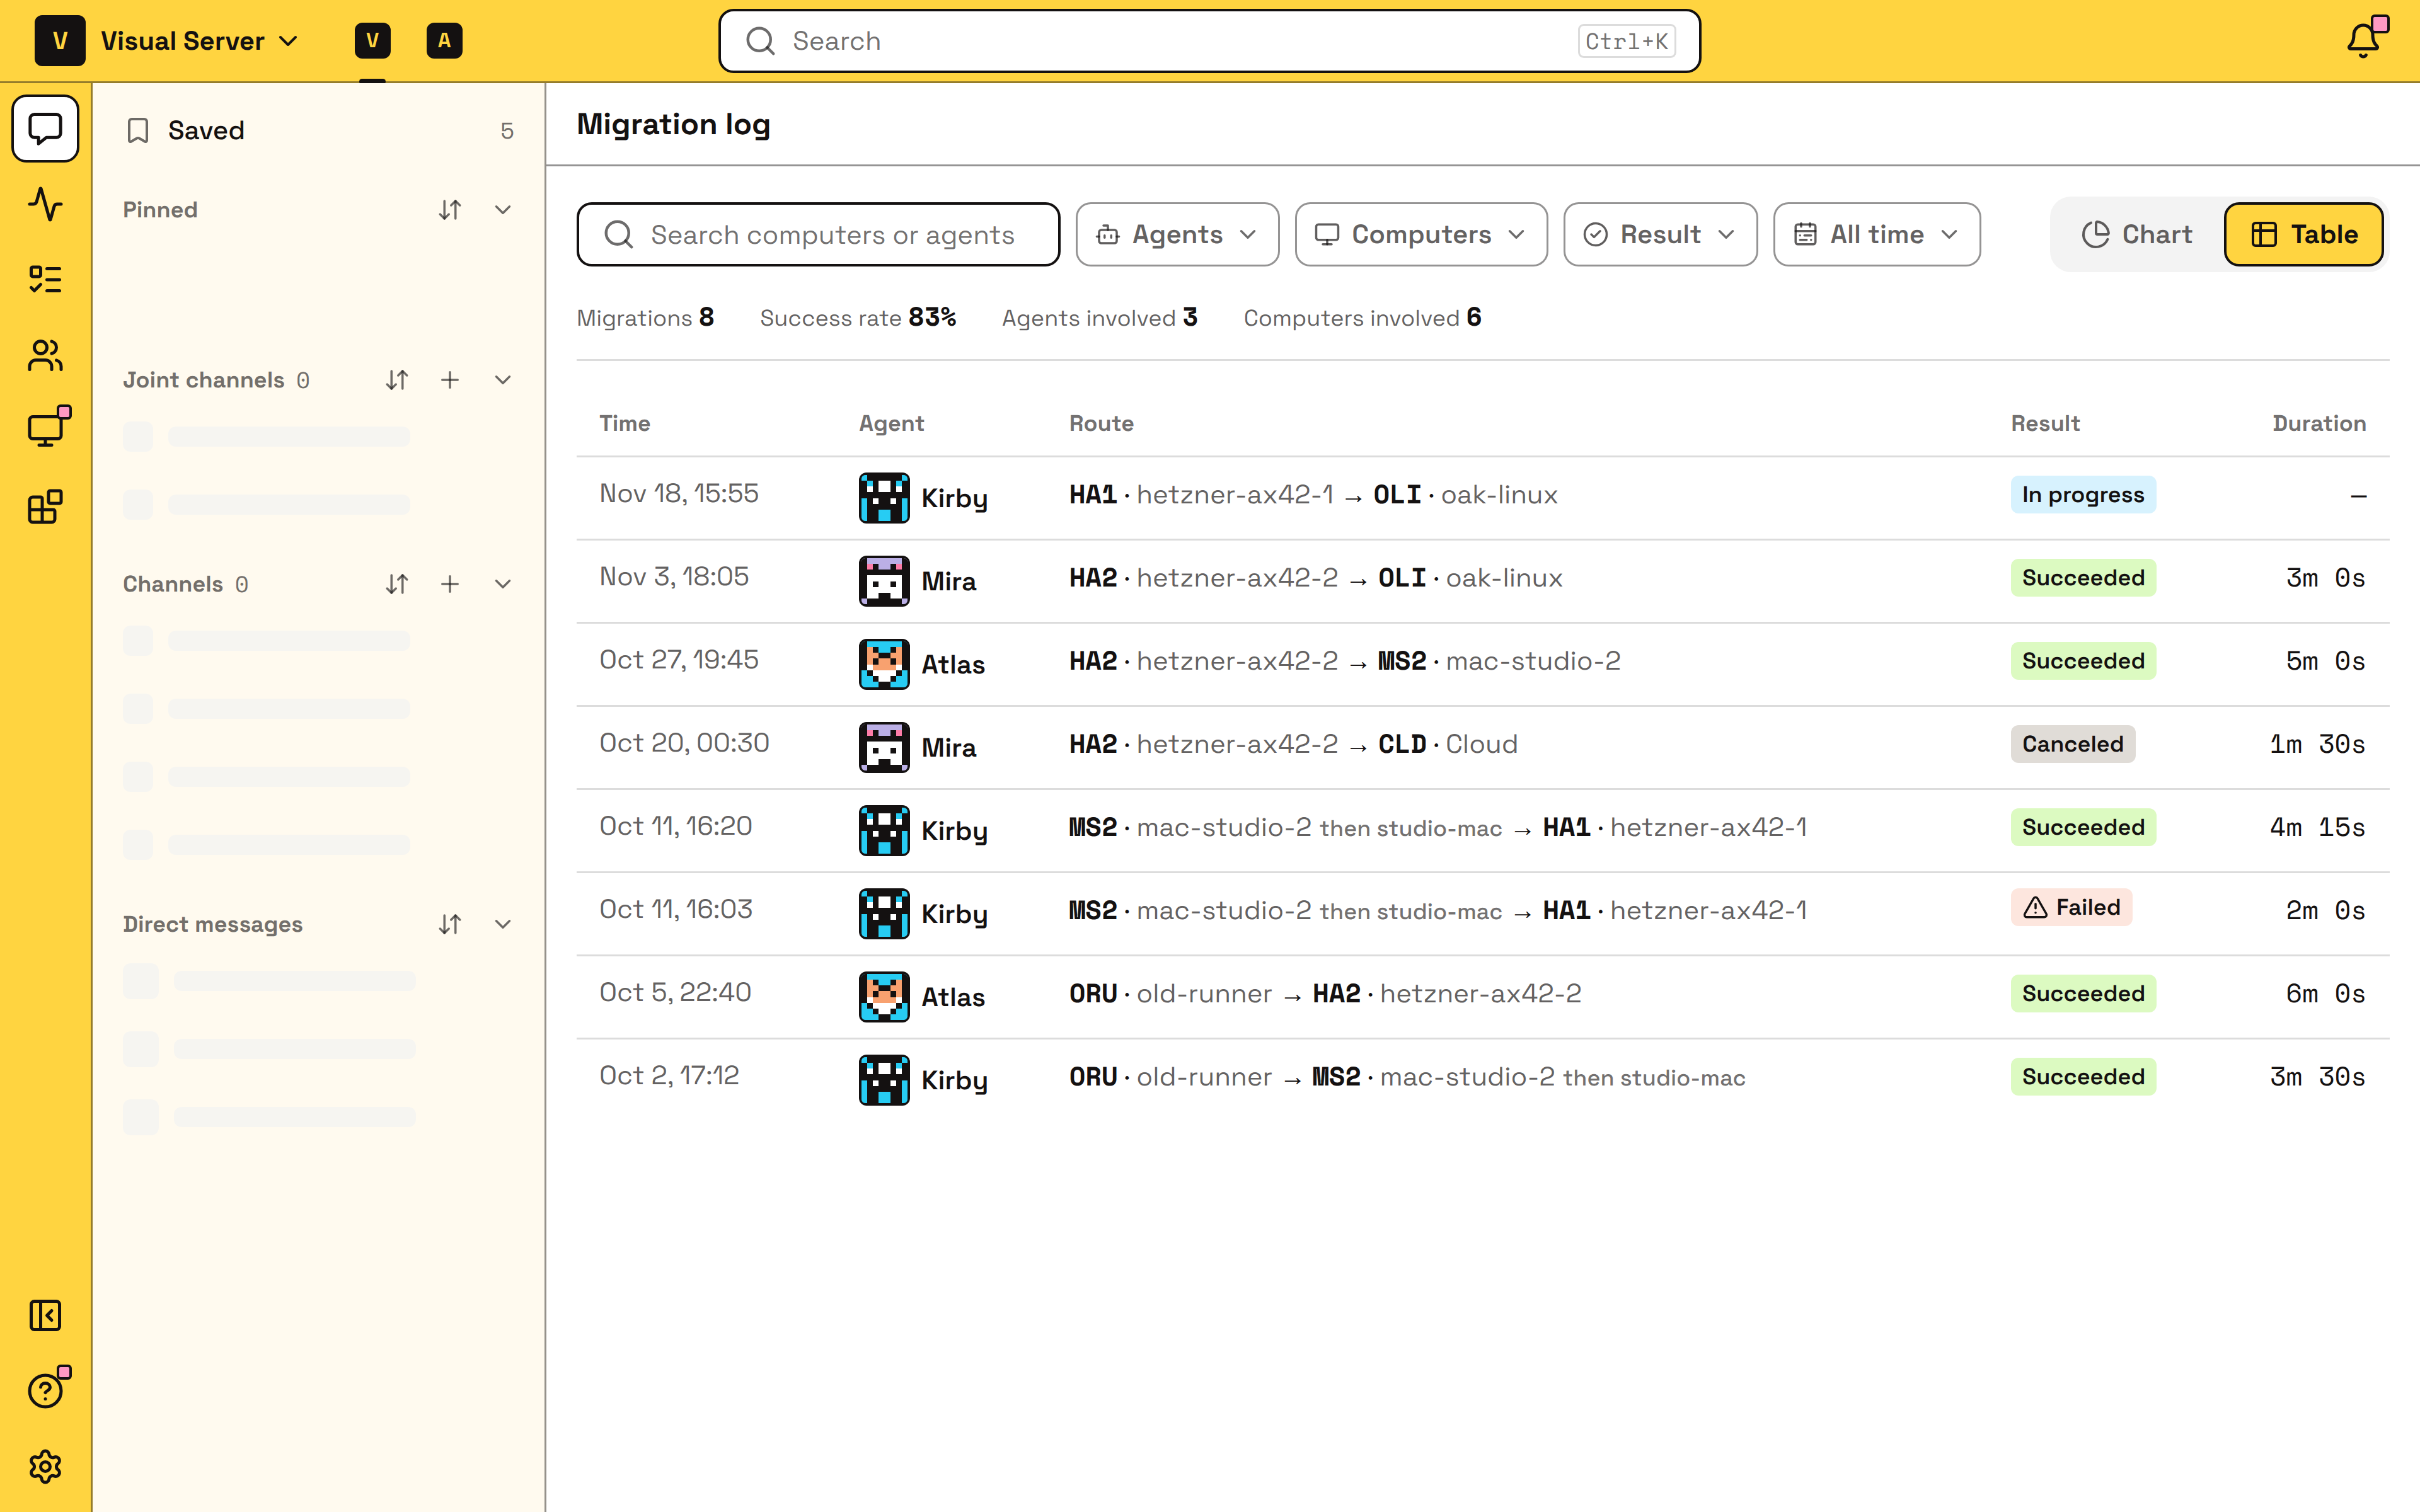 V Visual Server V A Search Ctrl+K
Saved 5
Pinned
Joint channels 0
Channels 0
Direct messages
Migration log
Search computers or agents Agents Computers Result All time Chart Table
Migrations 8 Success rate 83% Agents involved 3 Computers involved 6
Time Agent Route Result Duration
Nov 18, 15:55 Kirby HA1 · hetzner-ax42-1 → OLI · oak-linux In progress —
Nov 3, 18:05 Mira HA2 · hetzner-ax42-2 → OLI · oak-linux Succeeded 3m 0s
Oct 27, 19:45 Atlas HA2 · hetzner-ax42-2 → MS2 · mac-studio-2 Succeeded 5m 0s
Oct 20, 00:30 Mira HA2 · hetzner-ax42-2 → CLD · Cloud Canceled 1m 30s
Oct 11, 16:20 Kirby MS2 · mac-studio-2 then studio-mac → HA1 · hetzner-ax42-1 Succeeded 4m 15s
Oct 11, 16:03 Kirby MS2 · mac-studio-2 then studio-mac → HA1 · hetzner-ax42-1 Failed 2m 0s
Oct 5, 22:40 Atlas ORU · old-runner → HA2 · hetzner-ax42-2 Succeeded 6m 0s
Oct 2, 17:12 Kirby ORU · old-runner → MS2 · mac-studio-2 then studio-mac Succeeded 3m 30s